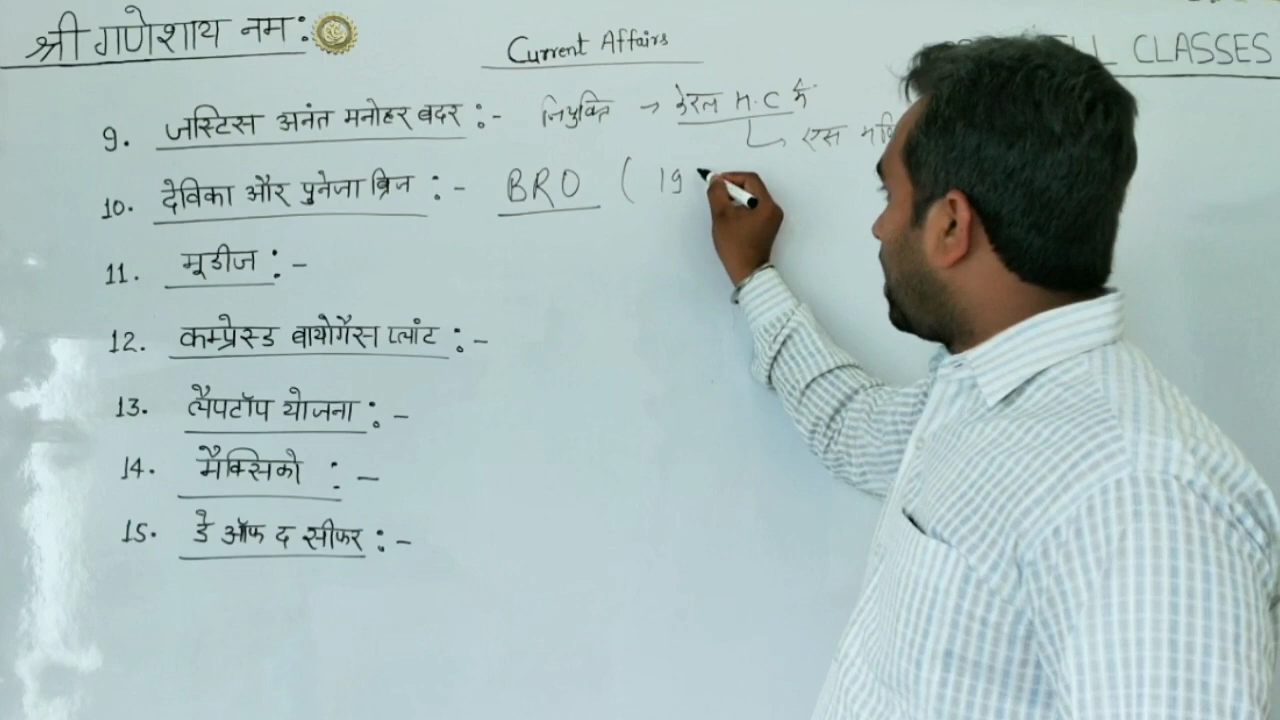 श्री गणेशाय नम:
Current Affairs
CLASSES
9. जस्टिस अनंत मनोहर बदर :- नियुक्ति → केरल H.C के
↳ एस
10. देविका और पुनेजा ब्रिज :- BRO ( 19
11. मूडीज :-
12. कम्प्रेस्ड बायोगैस प्लांट :-
13. लैपटॉप योजना :-
14. मैक्सिको :-
15. डे ऑफ द सीफर :-